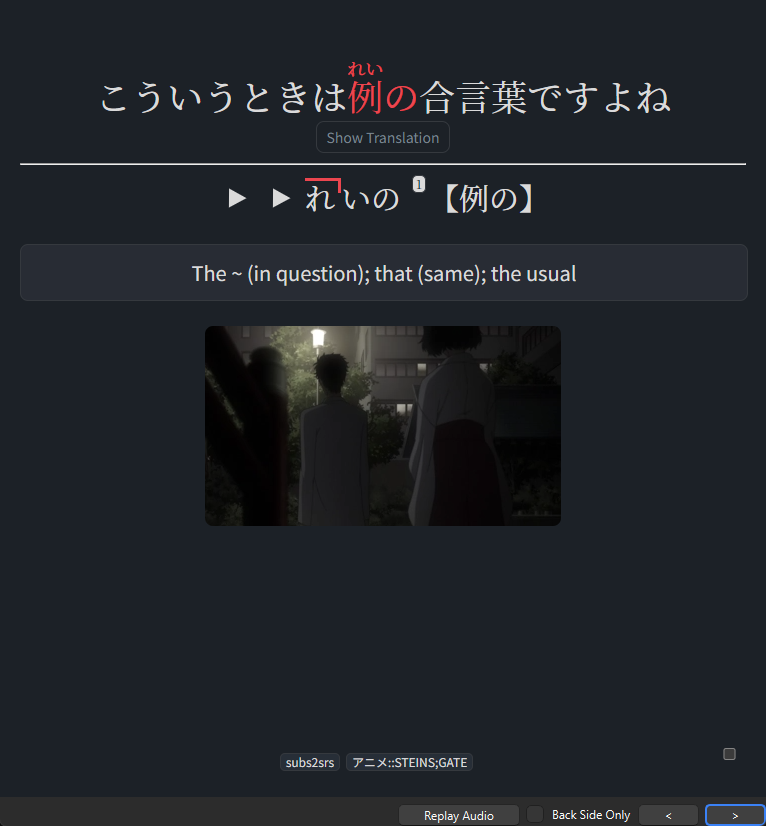 れい
こういうときは例の合言葉ですよね
Show Translation
れいの 1 【例の】
The ~ (in question); that (same); the usual
subs2srs アニメ::STEINS;GATE
Replay Audio Back Side Only < >